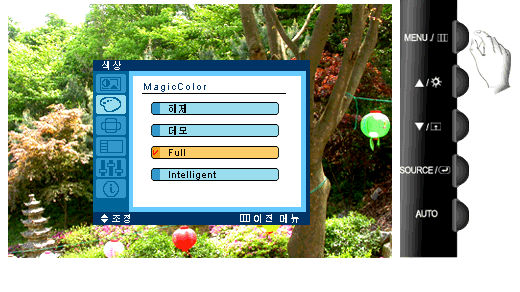 색상
MagicColor
해제
데모
Full
Intelligent
조정
이전 메뉴
MENU /
/
/
SOURCE /
AUTO